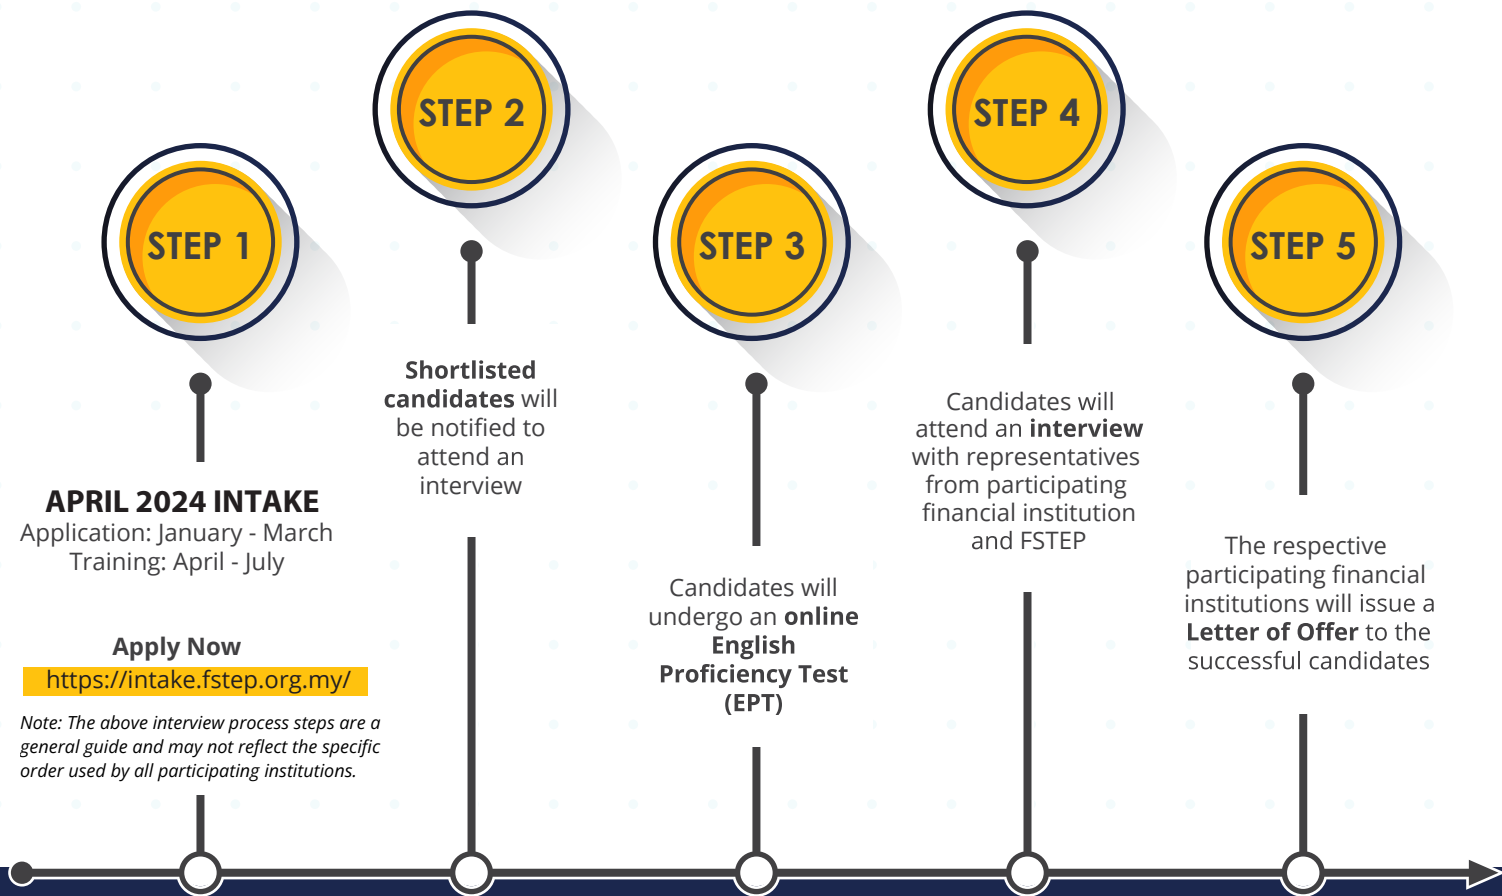 STEP 1
APRIL 2024 INTAKE
Application: January - March
Training: April - July
Apply Now
https://intake.fstep.org.my/
Note: The above interview process steps are a
general guide and may not reflect the specific
order used by all participating institutions.
STEP 2
Shortlisted
candidates will
be notified to
attend an
interview
STEP 3
Candidates will
undergo an online
English
Proficiency Test
(EPT)
STEP 4
Candidates will
attend an interview
with representatives
from participating
financial institution
and FSTEP
STEP 5
The respective
participating financial
institutions will issue a
Letter of Offer to the
successful candidates